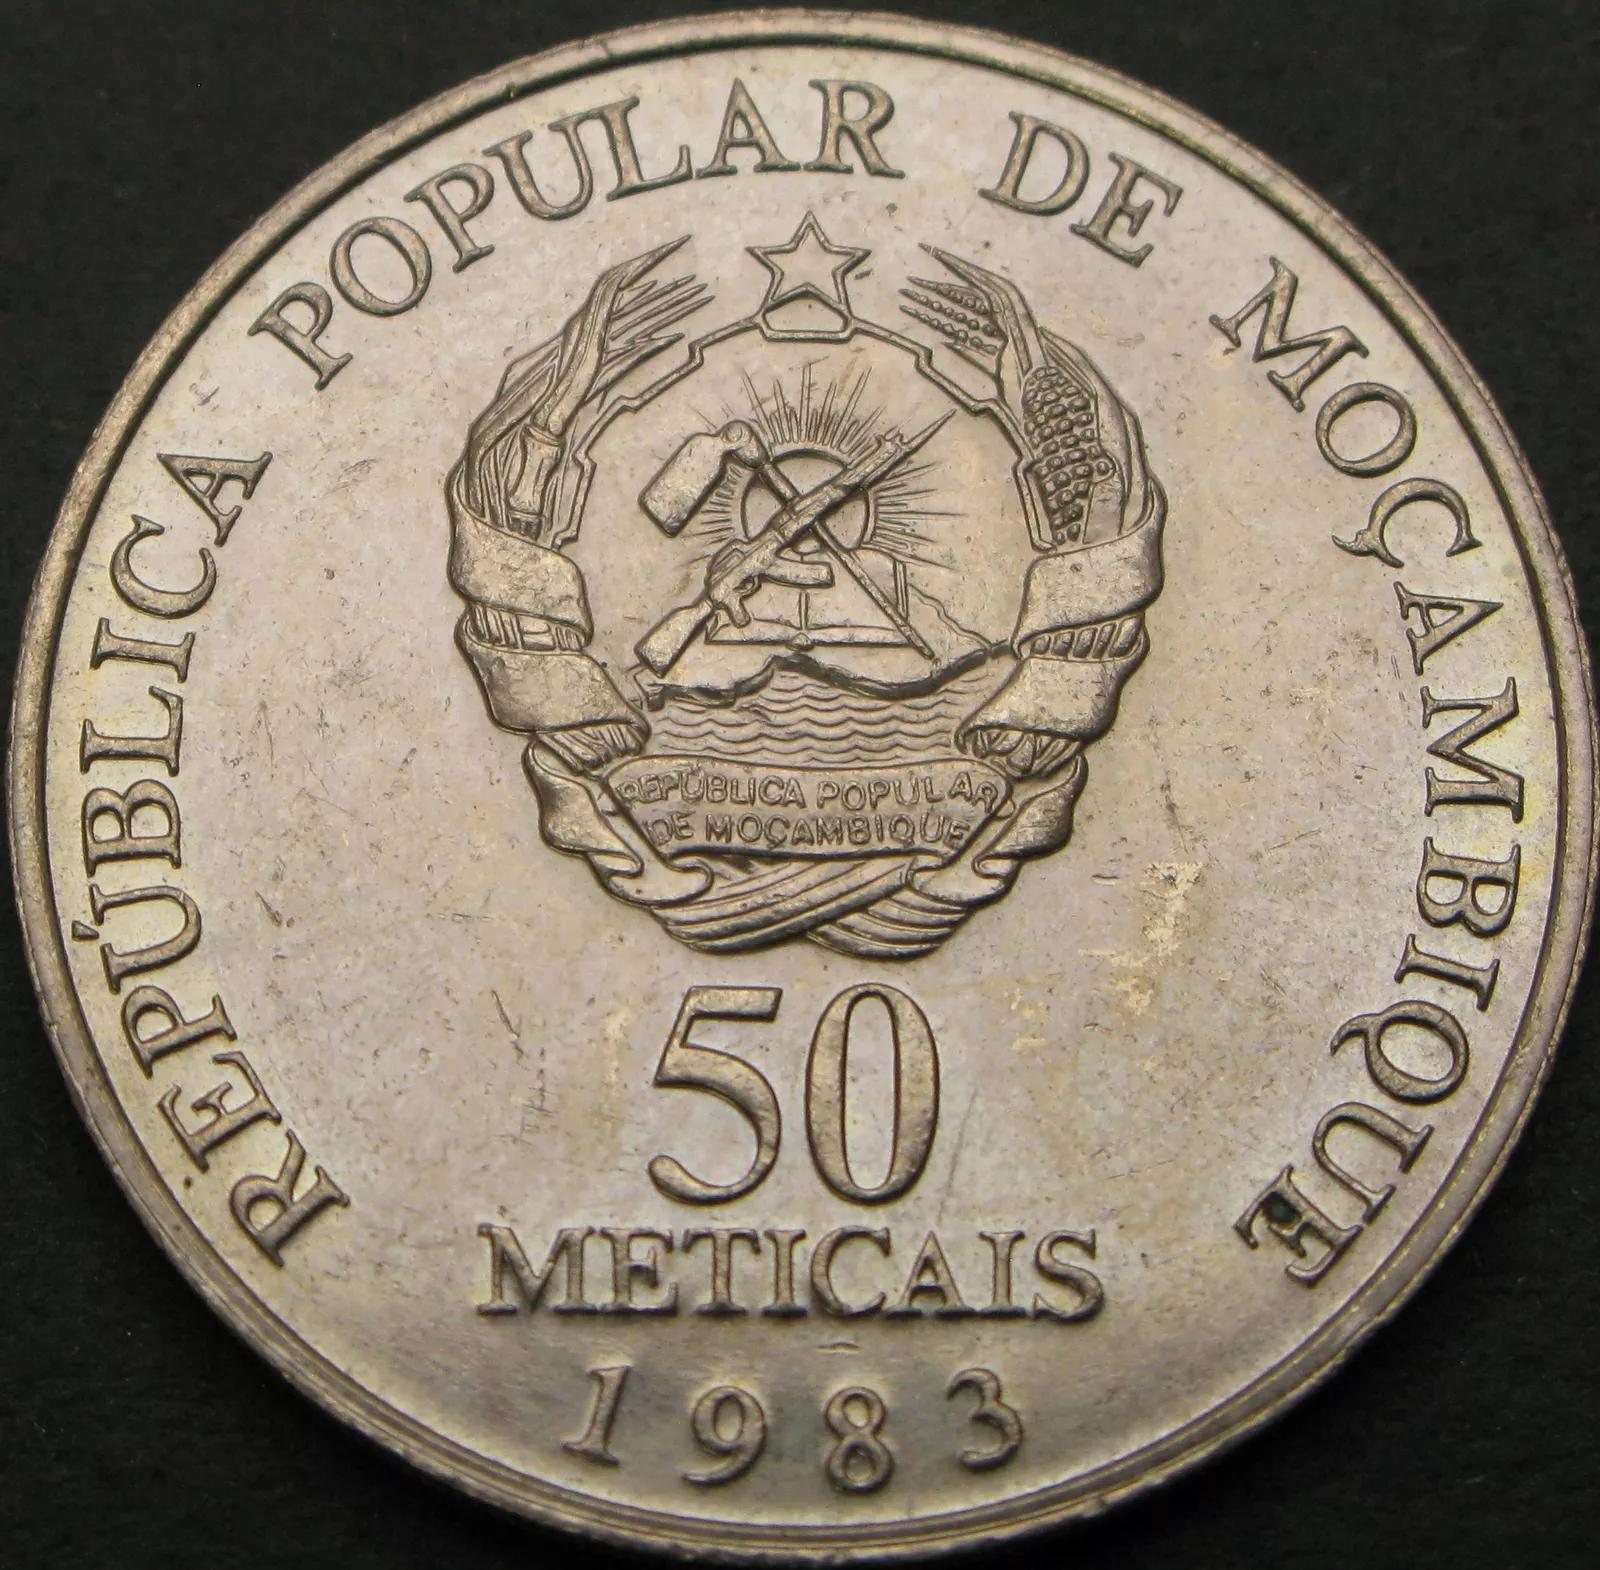 REPÚBLICA POPULAR DE MOÇAMBIQUE
REPÚBLICA POPULAR
DE MOÇAMBIQUE
50
METICAIS
1983